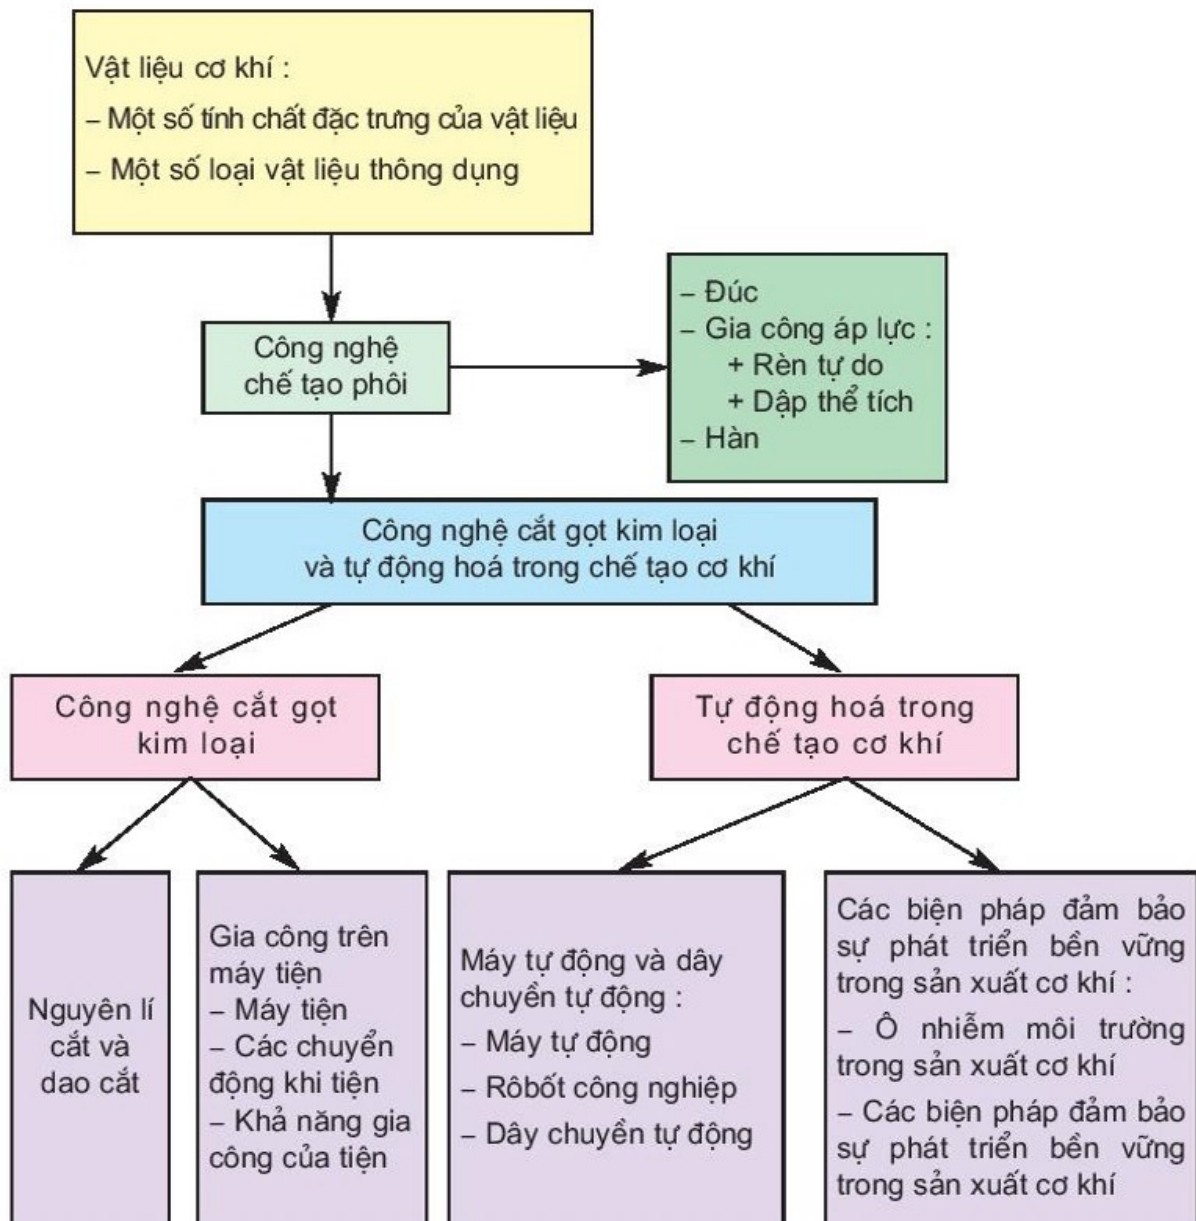 Vật liệu cơ khí :
– Một số tính chất đặc trưng của vật liệu
– Một số loại vật liệu thông dụng
Công nghệ
chế tạo phôi
– Đúc
– Gia công áp lực :
+ Rèn tự do
+ Dập thể tích
– Hàn
Công nghệ cắt gọt kim loại
và tự động hoá trong chế tạo cơ khí
Công nghệ cắt gọt
kim loại
Tự động hoá trong
chế tạo cơ khí
Nguyên lí
cắt và
dao cắt
Gia công trên
máy tiện
– Máy tiện
– Các chuyển
động khi tiện
– Khả năng gia
công của tiện
Máy tự động và dây
chuyền tự động :
– Máy tự động
– Rôbốt công nghiệp
– Dây chuyền tự động
Các biện pháp đảm bảo
sự phát triển bền vững
trong sản xuất cơ khí :
– Ô nhiễm môi trường
trong sản xuất cơ khí
– Các biện pháp đảm bảo
sự phát triển bền vững
trong sản xuất cơ khí